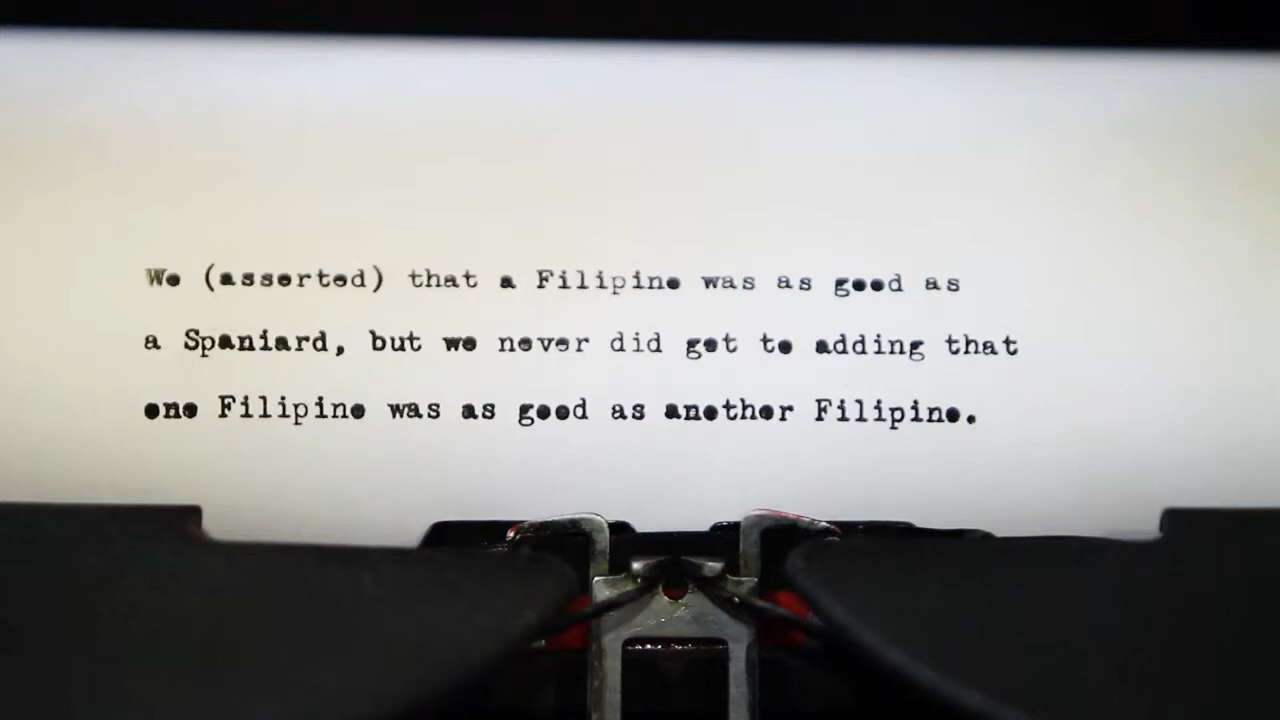 We (asserted) that a Filipino was as good as
a Spaniard, but we never did get to adding that
one Filipino was as good as another Filipino.